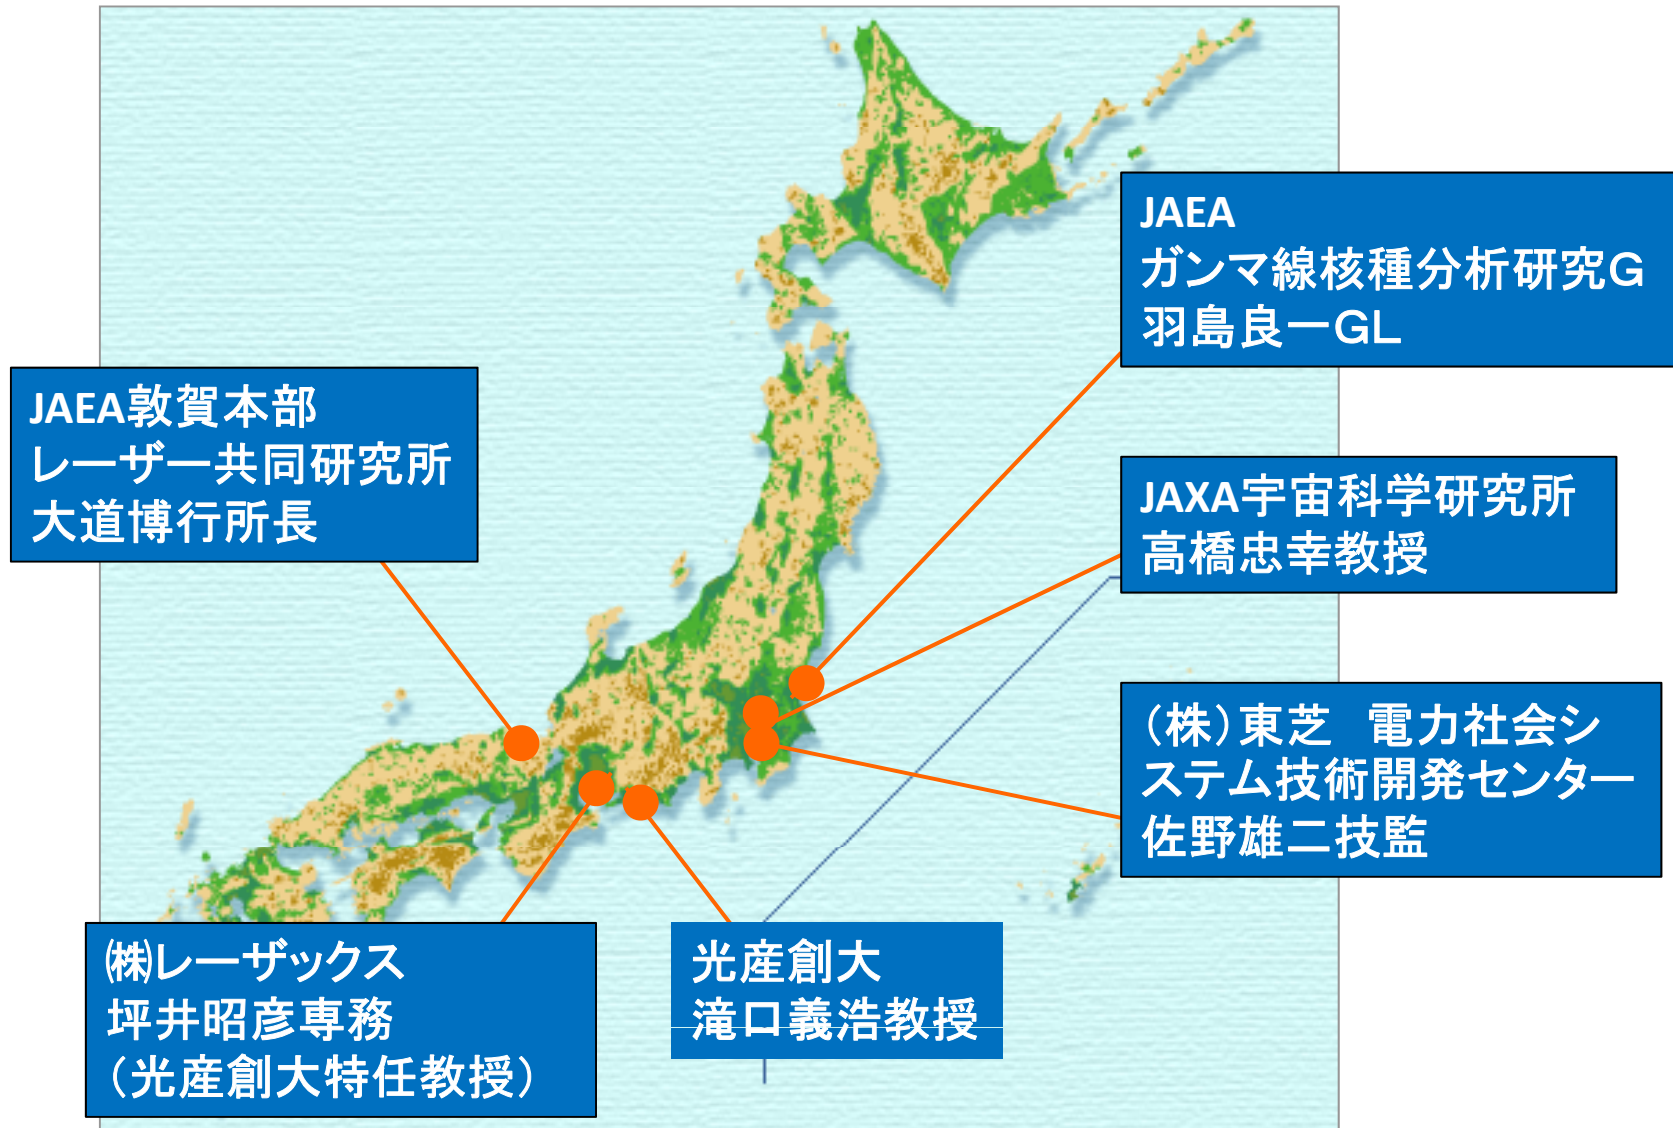 JAEA
ガンマ線核種分析研究G
羽島良一GL
JAEA敦賀本部
レーザー共同研究所
大道博行所長
JAXA宇宙科学研究所
高橋忠幸教授
（株）東芝　電力社会シ
ステム技術開発センター
佐野雄二技監
㈱レーザックス
坪井昭彦専務
（光産創大特任教授）
光産創大
滝口義浩教授